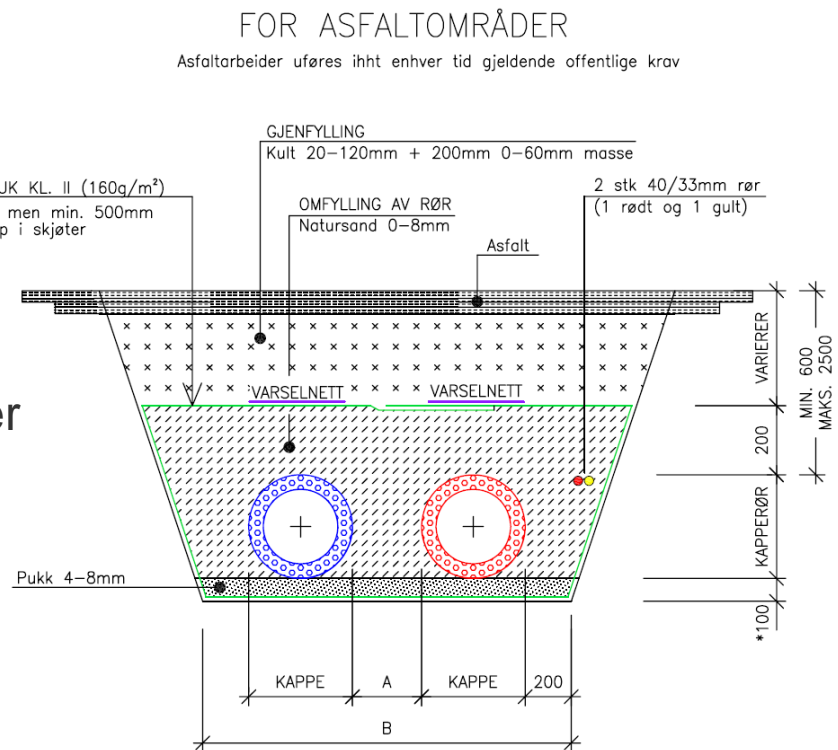 FOR ASFALTOMRÅDER
Asfaltarbeider uføres ihht enhver tid gjeldende offentlige krav
GJENFYLLING
Kult 20-120mm + 200mm 0-60mm masse
UK KL. II (160g/m²)
men min. 500mm
p i skjøter
OMFYLLING AV RØR
Natursand 0-8mm
2 stk 40/33mm rør
(1 rødt og 1 gult)
Asfalt
VARSELNETT
VARSELNETT
er
VARIERER
MIN. 600
MAKS. 2500
200
KAPPERØR
*100
Pukk 4-8mm
KAPPE
A
KAPPE
200
B